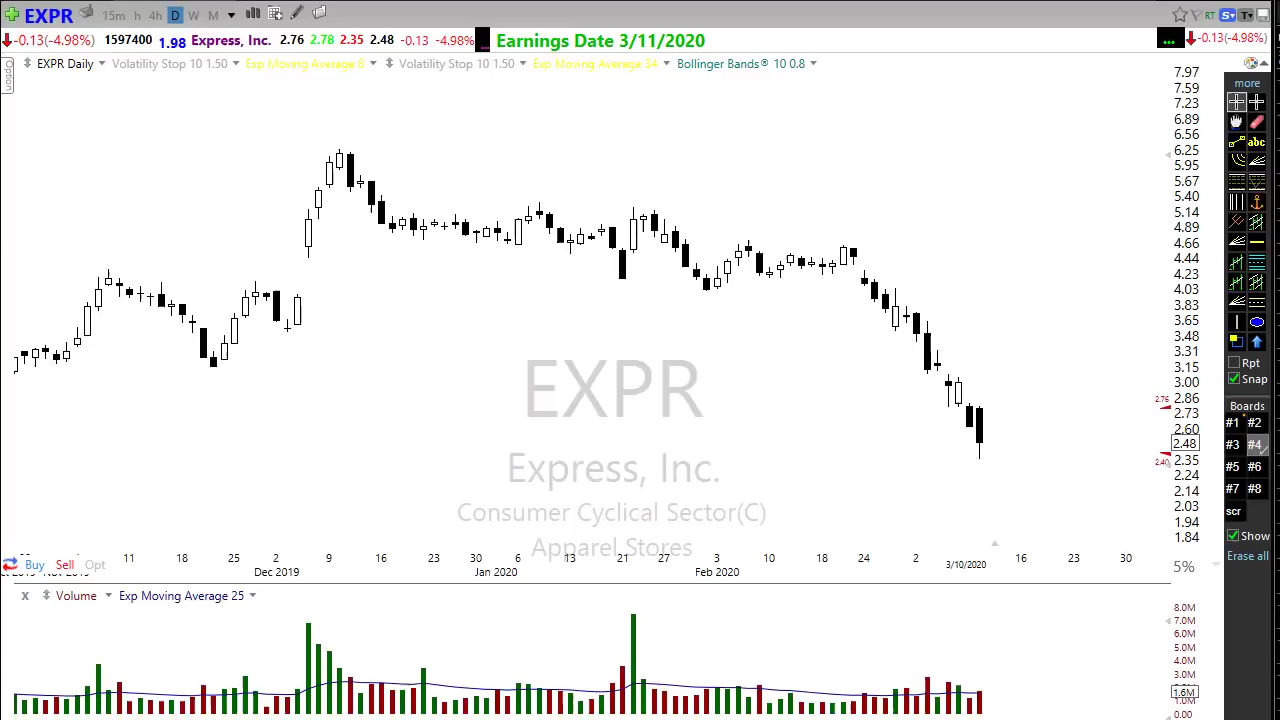 EXPR 15m h 4h D W M RT S T
-0.13(-4.98%) 1597400 1.98 Express, Inc. 2.76 2.78 2.35 2.48 -0.13 -4.98% ... Earnings Date 3/11/2020 ... -0.13(-4.98%)
Option
EXPR Daily Volatility Stop 10 1.50 Exp Moving Average 8 Volatility Stop 10 1.50 Exp Moving Average 34 Bollinger Bands® 10 0.8
7.97
7.59
7.23
6.89
6.56
6.25
5.95
5.67
5.40
5.14
4.89
4.66
4.44
4.23
4.03
3.83
3.65
3.48
3.31
3.15
3.00
2.86
2.76
2.73
2.60
2.48
2.35
2.40
2.24
2.14
2.03
1.94
1.84
5%
more
abc
Rpt
Snap
Boards
#1 #2
#3 #4
#5 #6
#7 #8
scr
Show
Erase all
EXPR
Express, Inc.
Consumer Cyclical Sector(C)
Apparel Stores
11 18 25 2 9 16 23 30 6 13 21 27 3 10 18 24 2 3/10/2020 16 23 30
Buy Sell Opt
Dec 2019 Jan 2020 Feb 2020
x Volume Exp Moving Average 25
8.0M
7.0M
6.0M
5.0M
4.0M
3.0M
1.6M
1.0M
0.00